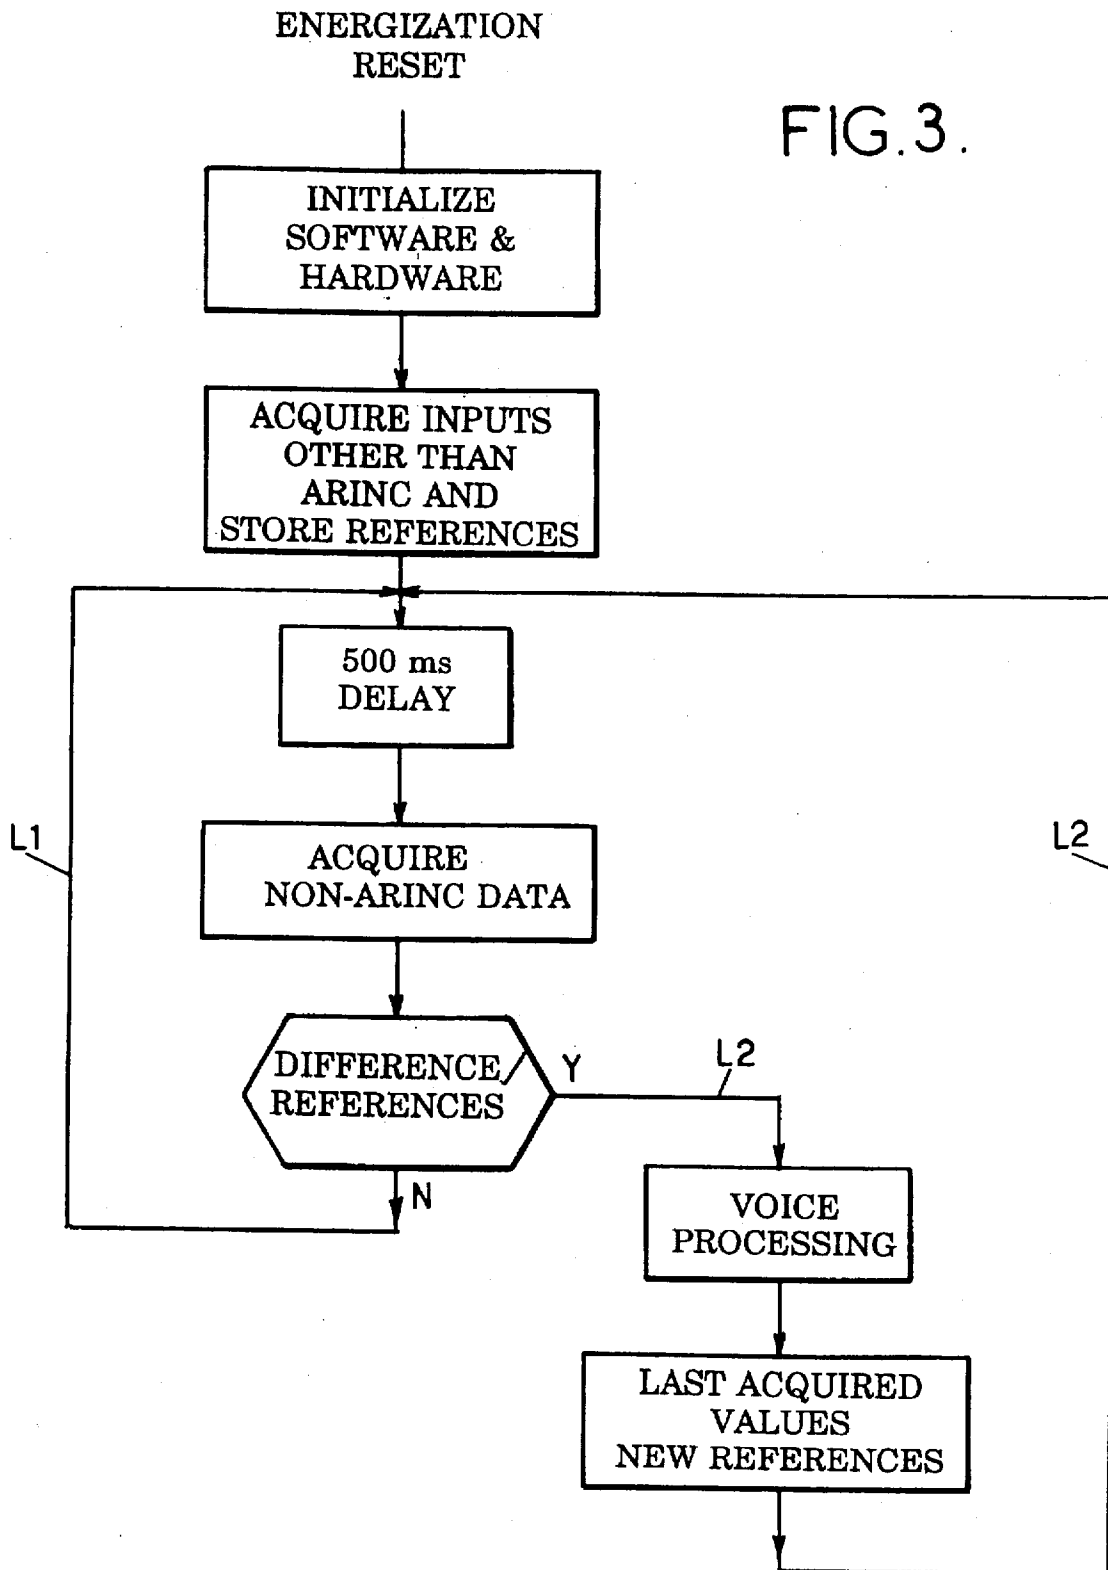 ENERGIZATION
RESET
FIG.3.
INITIALIZE
SOFTWARE &
HARDWARE
ACQUIRE INPUTS
OTHER THAN
ARINC AND
STORE REFERENCES
500 ms
DELAY
L1
L2
ACQUIRE
NON-ARINC DATA
DIFFERENCE/
REFERENCES
Y
L2
N
VOICE
PROCESSING
LAST ACQUIRED
VALUES
NEW REFERENCES